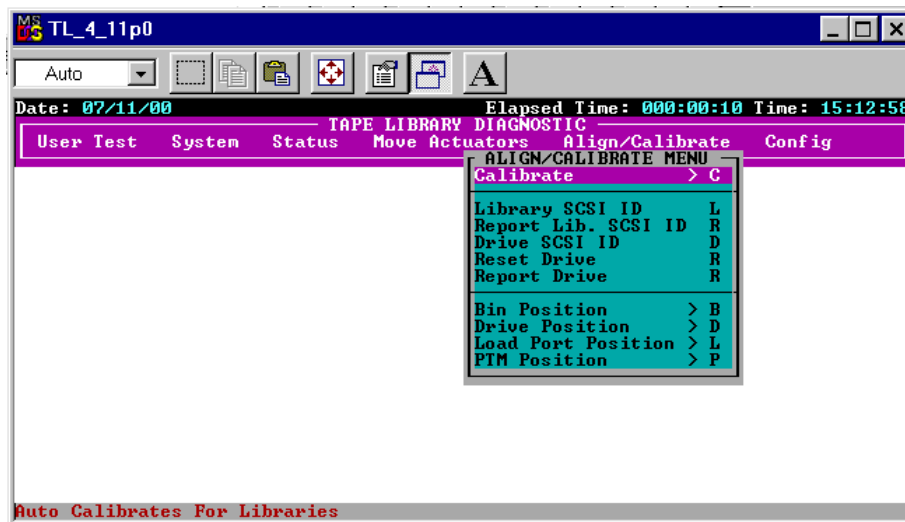 MS DOS TL_4_11p0
Auto A
Date: 07/11/00 Elapsed Time: 000:00:10 Time: 15:12:58
TAPE LIBRARY DIAGNOSTIC
User Test System Status Move Actuators Align/Calibrate Config
ALIGN/CALIBRATE MENU
Calibrate > C
Library SCSI ID L
Report Lib. SCSI ID R
Drive SCSI ID D
Reset Drive R
Report Drive R
Bin Position > B
Drive Position > D
Load Port Position > L
PTM Position > P
Auto Calibrates For Libraries